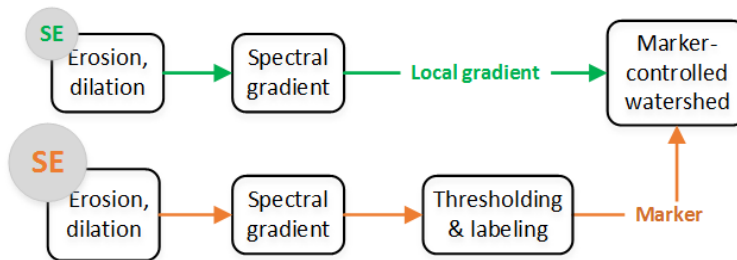 SE
Erosion,
dilation
Spectral
gradient
Local gradient
Marker-
controlled
watershed
SE
Erosion,
dilation
Spectral
gradient
Thresholding
& labeling
Marker